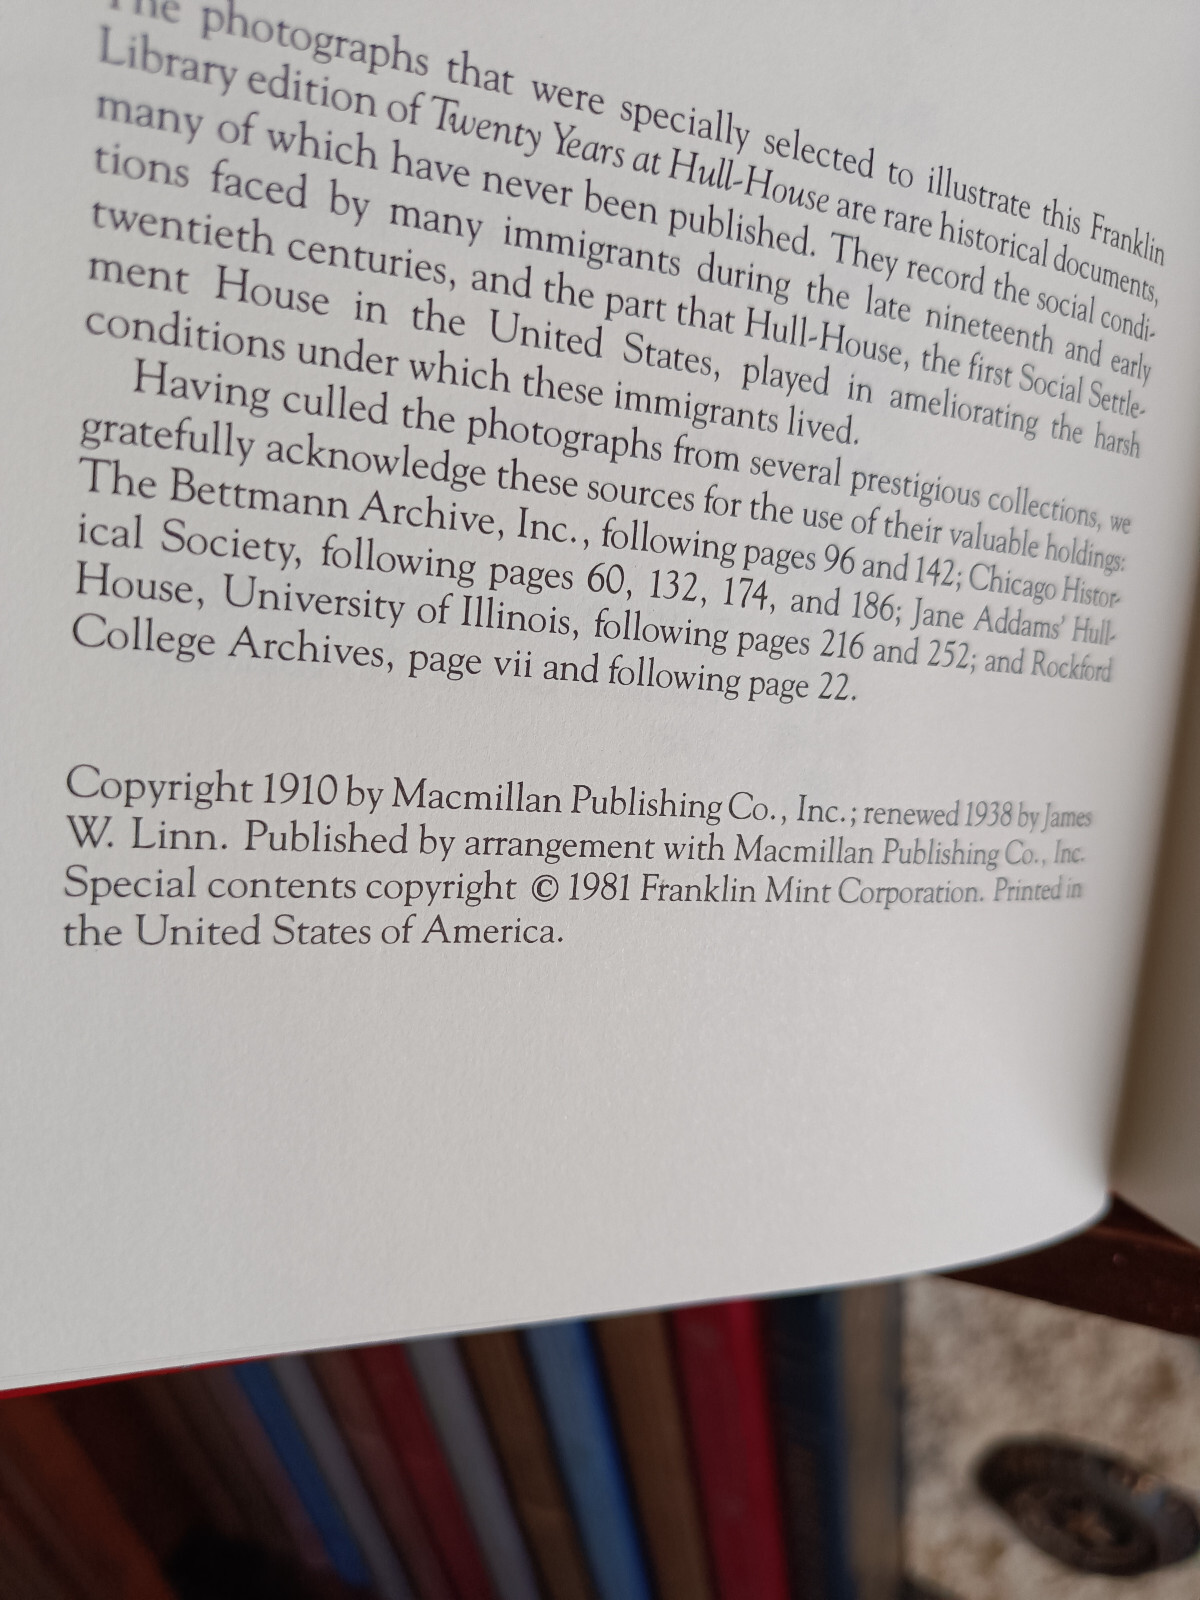 The photographs that were specially selected to illustrate this Franklin
Library edition of Twenty Years at Hull-House are rare historical documents,
many of which have never been published. They record the social condi-
tions faced by many immigrants during the late nineteenth and early
twentieth centuries, and the part that Hull-House, the first Social Settle-
ment House in the United States, played in ameliorating the harsh
conditions under which these immigrants lived.
Having culled the photographs from several prestigious collections, we
gratefully acknowledge these sources for the use of their valuable holdings:
The Bettmann Archive, Inc., following pages 96 and 142; Chicago Histor-
ical Society, following pages 60, 132, 174, and 186; Jane Addams' Hull-
House, University of Illinois, following pages 216 and 252; and Rockford
College Archives, page vii and following page 22.
Copyright 1910 by Macmillan Publishing Co., Inc.; renewed 1938 by James
W. Linn. Published by arrangement with Macmillan Publishing Co., Inc.
Special contents copyright © 1981 Franklin Mint Corporation. Printed in
the United States of America.